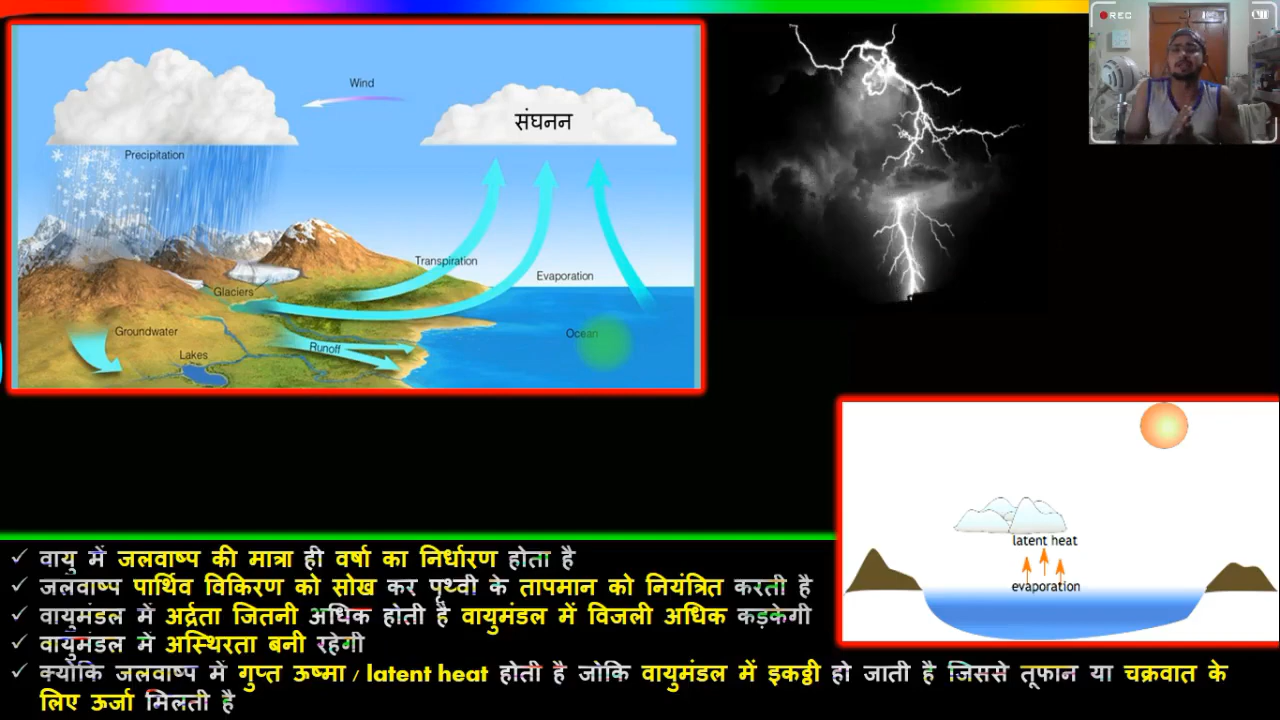 REC
Wind
संघनन
Precipitation
Transpiration
Evaporation
Glaciers
Groundwater
Ocean
Runoff
Lakes
latent heat
evaporation
✓ वायु में जलवाष्प की मात्रा ही वर्षा का निर्धारण होता है
✓ जलवाष्प पार्थिव विकिरण को सोख कर पृथ्वी के तापमान को नियंत्रित करती है
✓ वायुमंडल में अर्द्रता जितनी अधिक होती है वायुमंडल में विजली अधिक कड़केगी
✓ वायुमंडल में अस्थिरता बनी रहेगी
✓ क्योकि जलवाष्प में गुप्त ऊष्मा / latent heat होती है जोकि वायुमंडल में इकठ्ठी हो जाती है जिससे तूफान या चक्रवात के
लिए ऊर्जा मिलती है